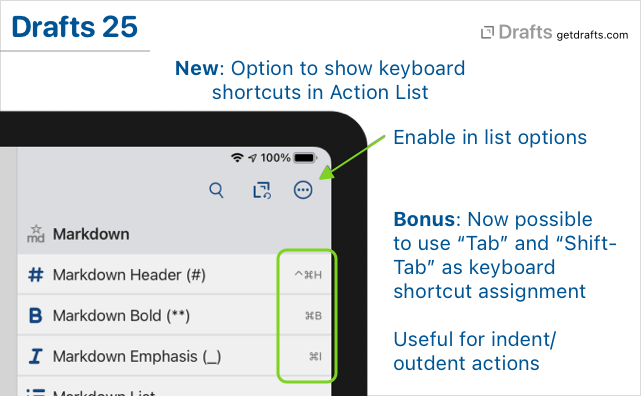 Drafts 25
Drafts getdrafts.com
New: Option to show keyboard
shortcuts in Action List
Enable in list options
100%
md
Markdown
# Markdown Header (#) ^⌘H
B Markdown Bold (**) ⌘B
I Markdown Emphasis (_) ⌘I
Markdown List
Bonus: Now possible
to use “Tab” and “Shift-
Tab” as keyboard
shortcut assignment
Useful for indent/
outdent actions